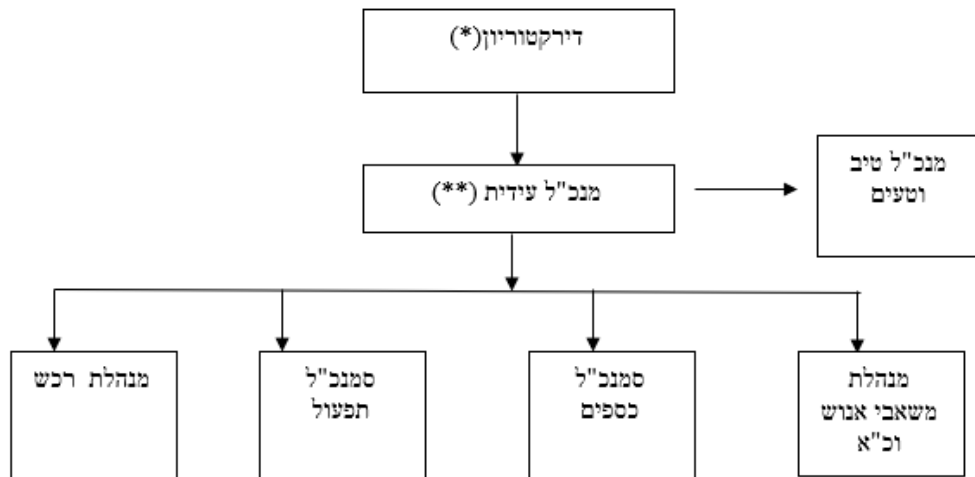 דירקטוריון(*)
מנכ"ל עידית (**)
מנכ"ל טיב
וטעים
מנהלת
משאבי אנוש
וכ"א
סמנכ"ל
כספים
סמנכ"ל
תפעול
מנהלת רכש